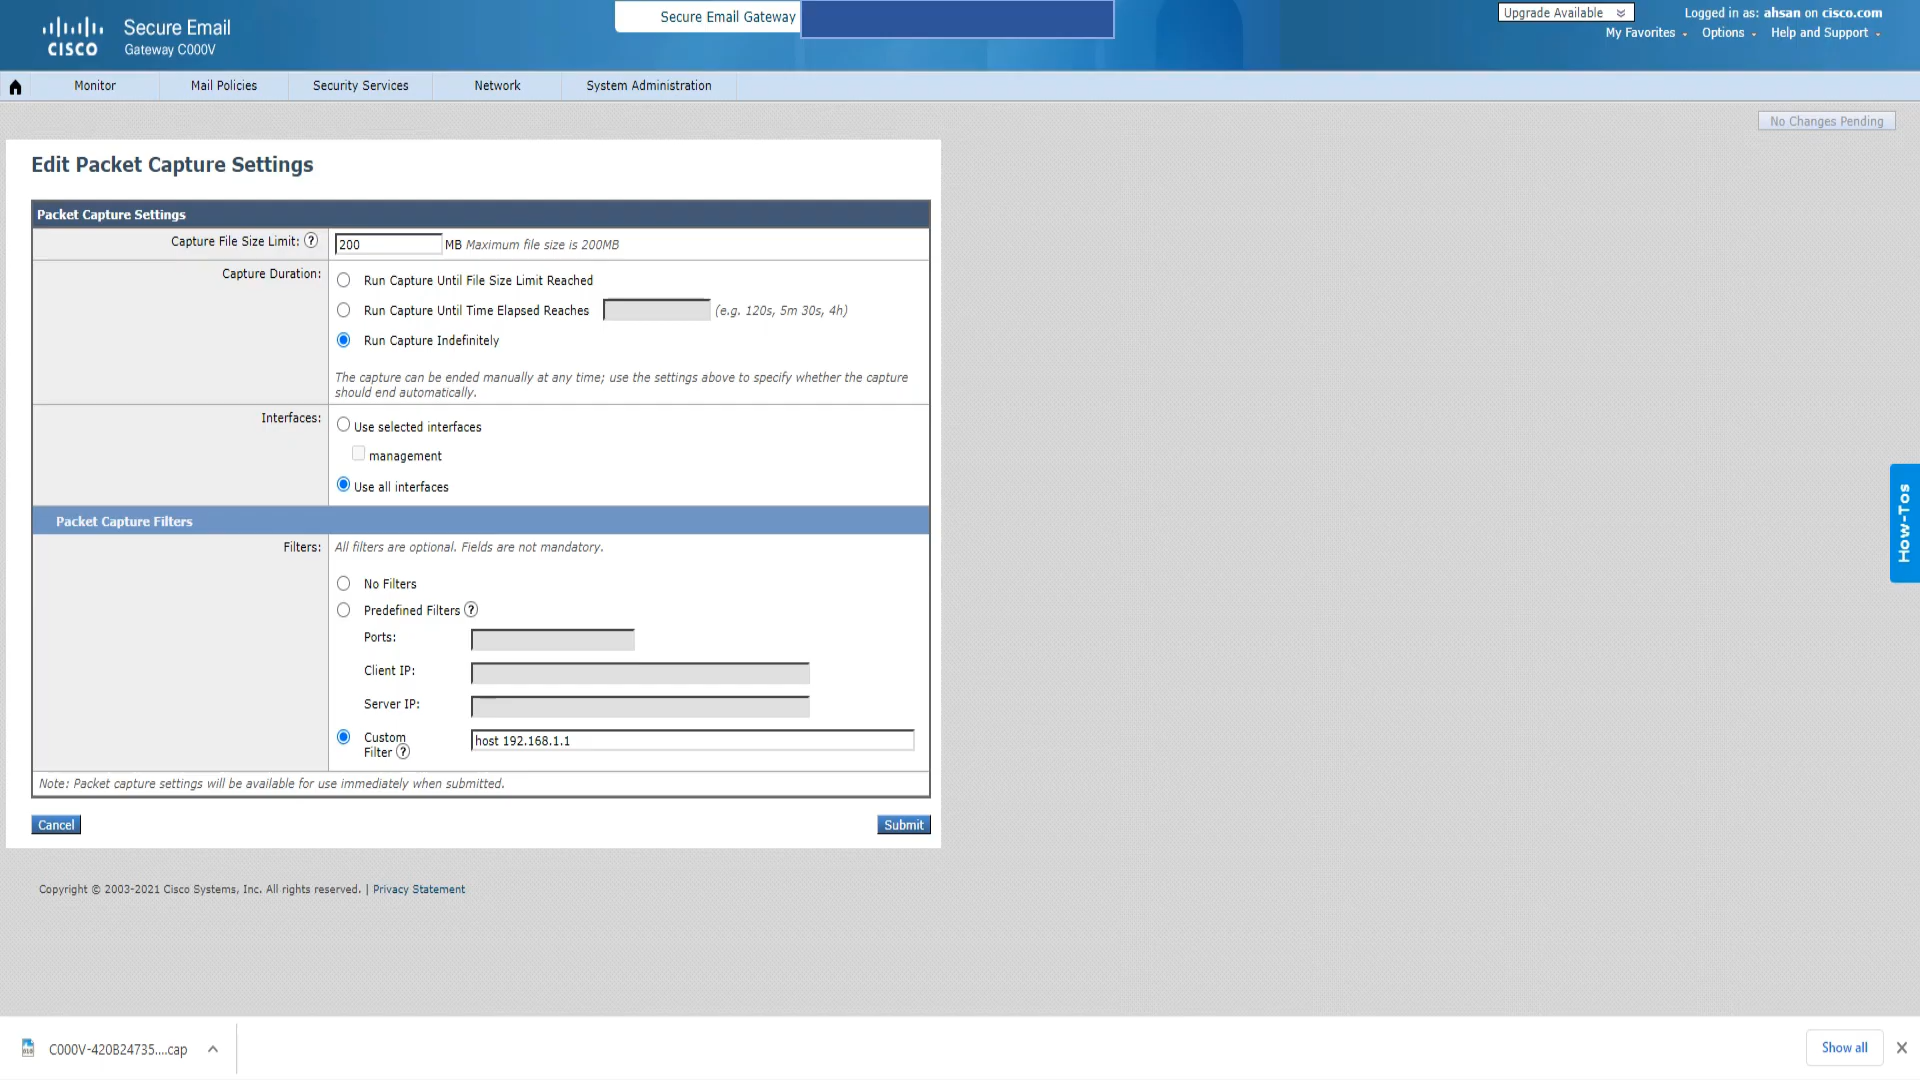 CISCO
Secure Email
Gateway C000V
Secure Email Gateway
Upgrade Available
Logged in as: ahsan on cisco.com
My Favorites Options Help and Support
Monitor Mail Policies Security Services Network System Administration
No Changes Pending
Edit Packet Capture Settings
Packet Capture Settings
Capture File Size Limit: ? 200 MB Maximum file size is 200MB
Capture Duration: Run Capture Until File Size Limit Reached
Run Capture Until Time Elapsed Reaches (e.g. 120s, 5m 30s, 4h)
Run Capture Indefinitely
The capture can be ended manually at any time; use the settings above to specify whether the capture
should end automatically.
Interfaces: Use selected interfaces
management
Use all interfaces
Packet Capture Filters
Filters: All filters are optional. Fields are not mandatory.
No Filters
Predefined Filters ?
Ports:
Client IP:
Server IP:
Custom
Filter ?
host 192.168.1.1
Note: Packet capture settings will be available for use immediately when submitted.
Cancel Submit
Copyright © 2003-2021 Cisco Systems, Inc. All rights reserved. | Privacy Statement
How-Tos
C000V-420B24735....cap
Show all